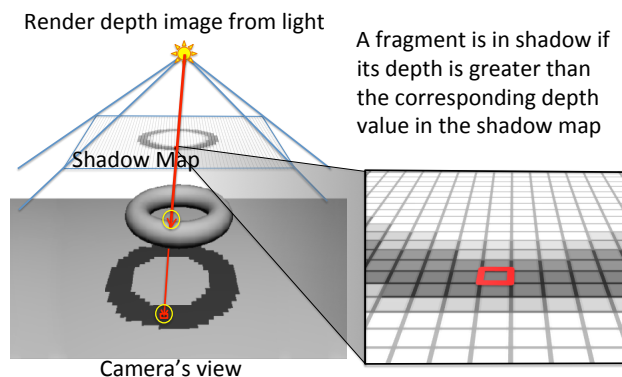 Render depth image from light
A fragment is in shadow if
its depth is greater than
the corresponding depth
value in the shadow map
Shadow Map
Camera's view